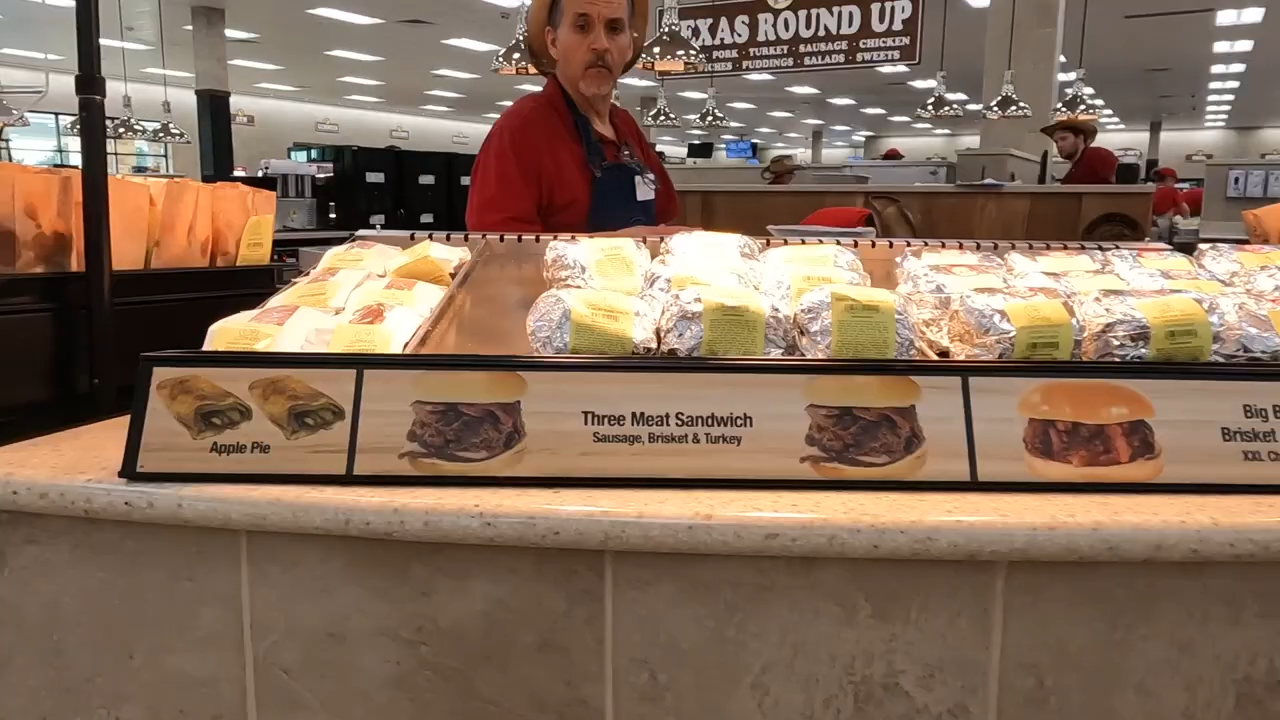 EXAS ROUND UP
PORK · TURKEY · SAUSAGE · CHICKEN
WICHES · PUDDINGS · SALADS · SWEETS
Apple Pie
Three Meat Sandwich
Sausage, Brisket & Turkey
Big B
Brisket
XXL Ch